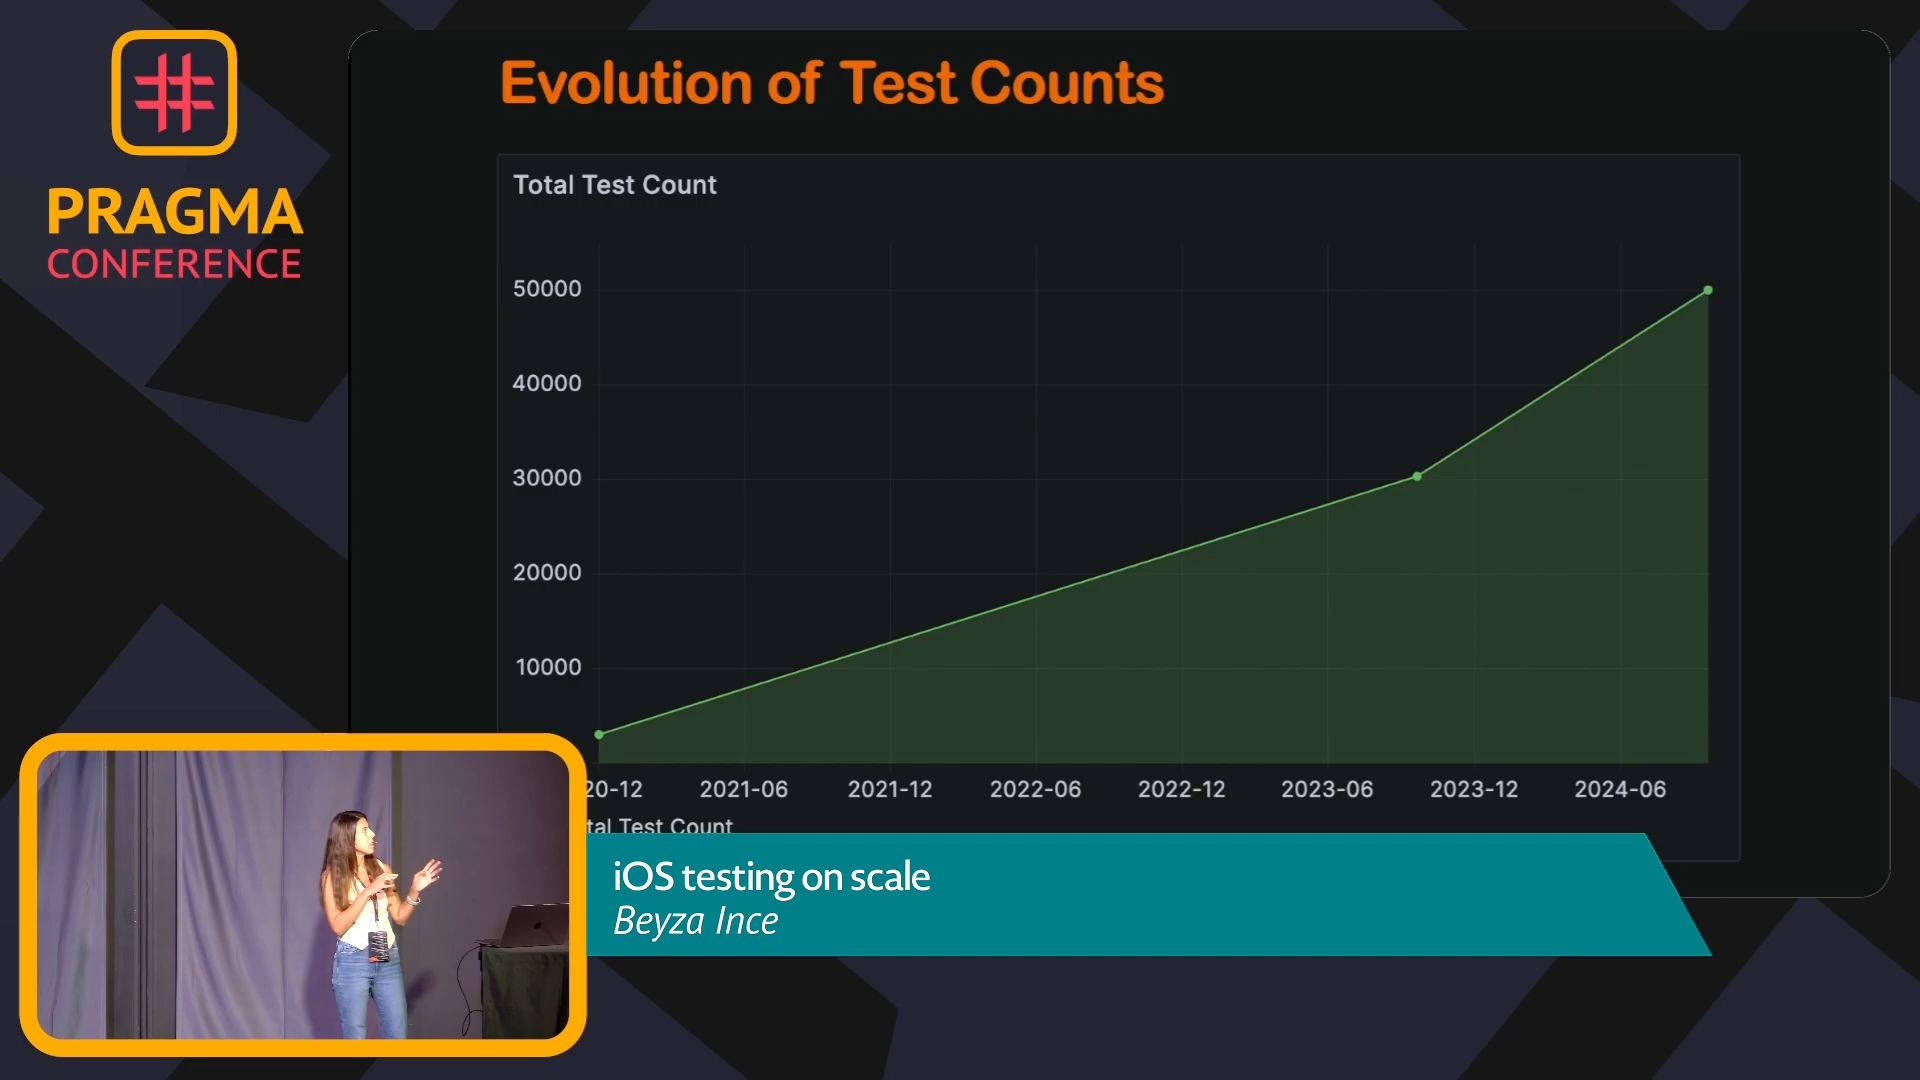 PRAGMA
CONFERENCE
Evolution of Test Counts
Total Test Count
50000
40000
30000
20000
10000
20-12
2021-06
2021-12
2022-06
2022-12
2023-06
2023-12
2024-06
tal Test Count
iOS testing on scale
Beyza Ince